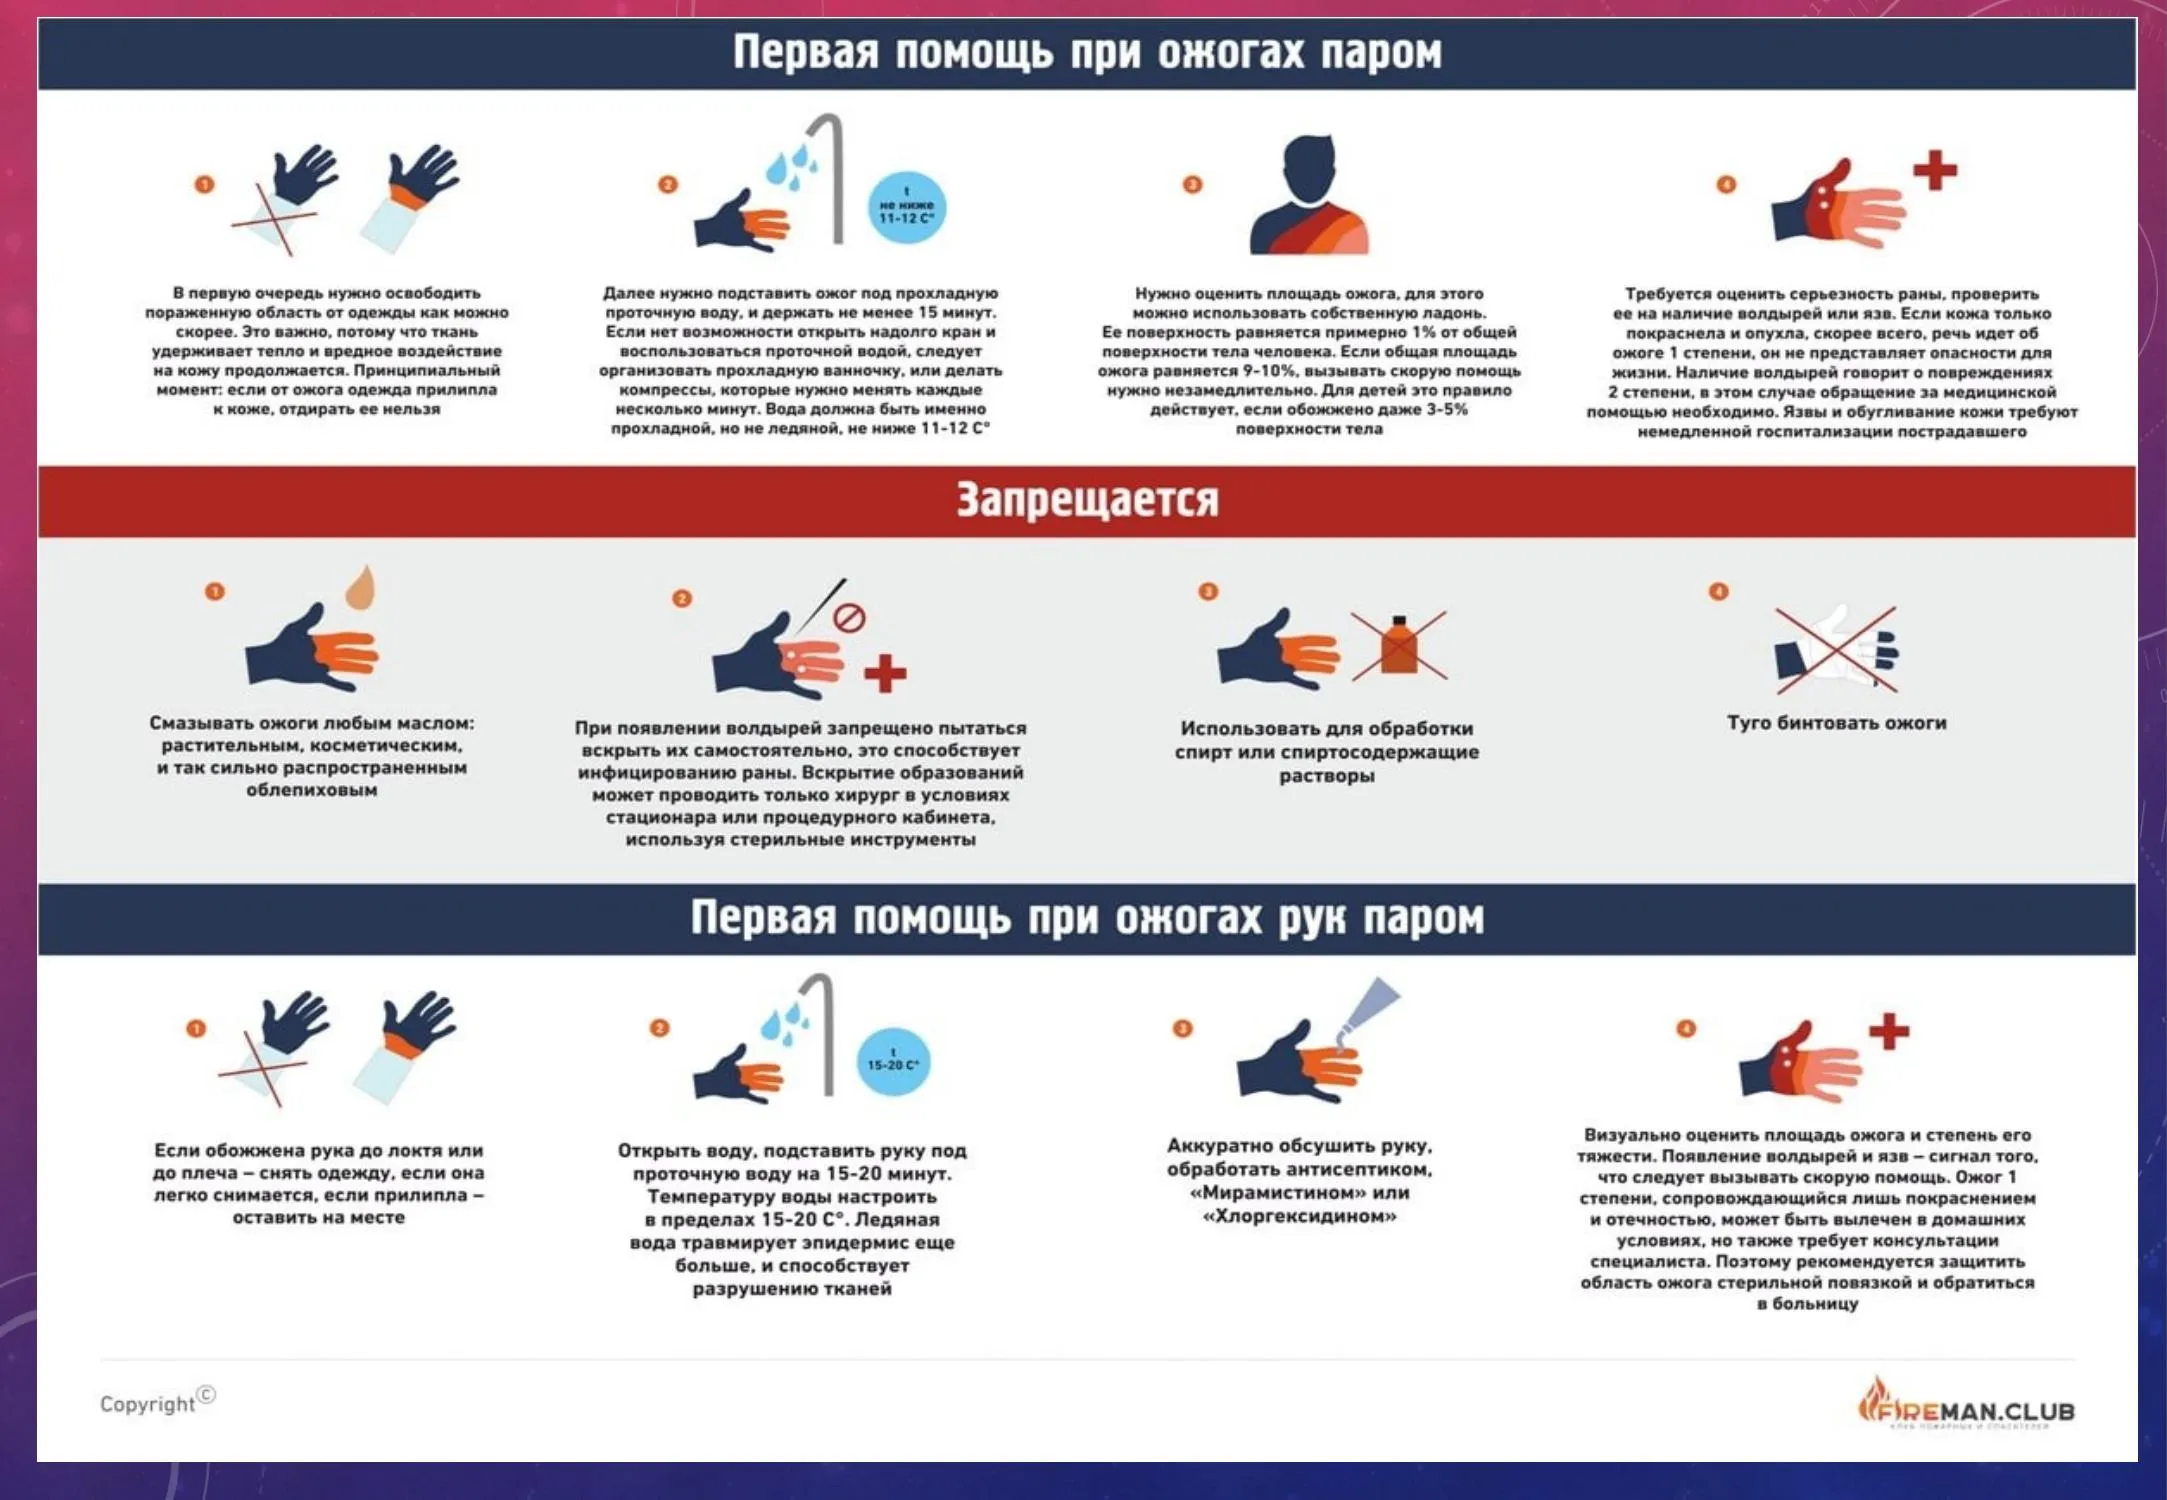 Первая помощь при ожогах паром
1
В первую очередь нужно освободить
пораженную область от одежды как можно
скорее. Это важно, потому что ткань
удерживает тепло и вредное воздействие
на кожу продолжается. Принципиальный
момент: если от ожога одежда прилипла
к коже, отдирать ее нельзя
2
t
не ниже
11-12 С°
Далее нужно подставить ожог под прохладную
проточную воду, и держать не менее 15 минут.
Если нет возможности открыть надолго кран и
воспользоваться проточной водой, следует
организовать прохладную ванночку, или делать
компрессы, которые нужно менять каждые
несколько минут. Вода должна быть именно
прохладной, но не ледяной, не ниже 11-12 С°
3
Нужно оценить площадь ожога, для этого
можно использовать собственную ладонь.
Ее поверхность равняется примерно 1% от общей
поверхности тела человека. Если общая площадь
ожога равняется 9-10%, вызывать скорую помощь
нужно незамедлительно. Для детей это правило
действует, если обожжено даже 3-5%
поверхности тела
4
Требуется оценить серьезность раны, проверить
ее на наличие волдырей или язв. Если кожа только
покраснела и опухла, скорее всего, речь идет об
ожоге 1 степени, он не представляет опасности для
жизни. Наличие волдырей говорит о повреждениях
2 степени, в этом случае обращение за медицинской
помощью необходимо. Язвы и обугливание кожи требуют
немедленной госпитализации пострадавшего
Запрещается
1
Смазывать ожоги любым маслом:
растительным, косметическим,
и так сильно распространенным
облепиховым
2
При появлении волдырей запрещено пытаться
вскрыть их самостоятельно, это способствует
инфицированию раны. Вскрытие образований
может проводить только хирург в условиях
стационара или процедурного кабинета,
используя стерильные инструменты
3
Использовать для обработки
спирт или спиртосодержащие
растворы
4
Туго бинтовать ожоги
Первая помощь при ожогах рук паром
1
Если обожжена рука до локтя или
до плеча – снять одежду, если она
легко снимается, если прилипла –
оставить на месте
2
t
15-20 С°
Открыть воду, подставить руку под
проточную воду на 15-20 минут.
Температуру воды настроить
в пределах 15-20 С°. Ледяная
вода травмирует эпидермис еще
больше, и способствует
разрушению тканей
3
Аккуратно обсушить руку,
обработать антисептиком,
«Мирамистином» или
«Хлоргексидином»
4
Визуально оценить площадь ожога и степень его
тяжести. Появление волдырей и язв – сигнал того,
что следует вызывать скорую помощь. Ожог 1
степени, сопровождающийся лишь покраснением
и отечностью, может быть вылечен в домашних
условиях, но также требует консультации
специалиста. Поэтому рекомендуется защитить
область ожога стерильной повязкой и обратиться
в больницу
Copyright©
FIREMAN.CLUB
КЛУБ ПОЖАРНЫХ И СПАСАТЕЛЕЙ